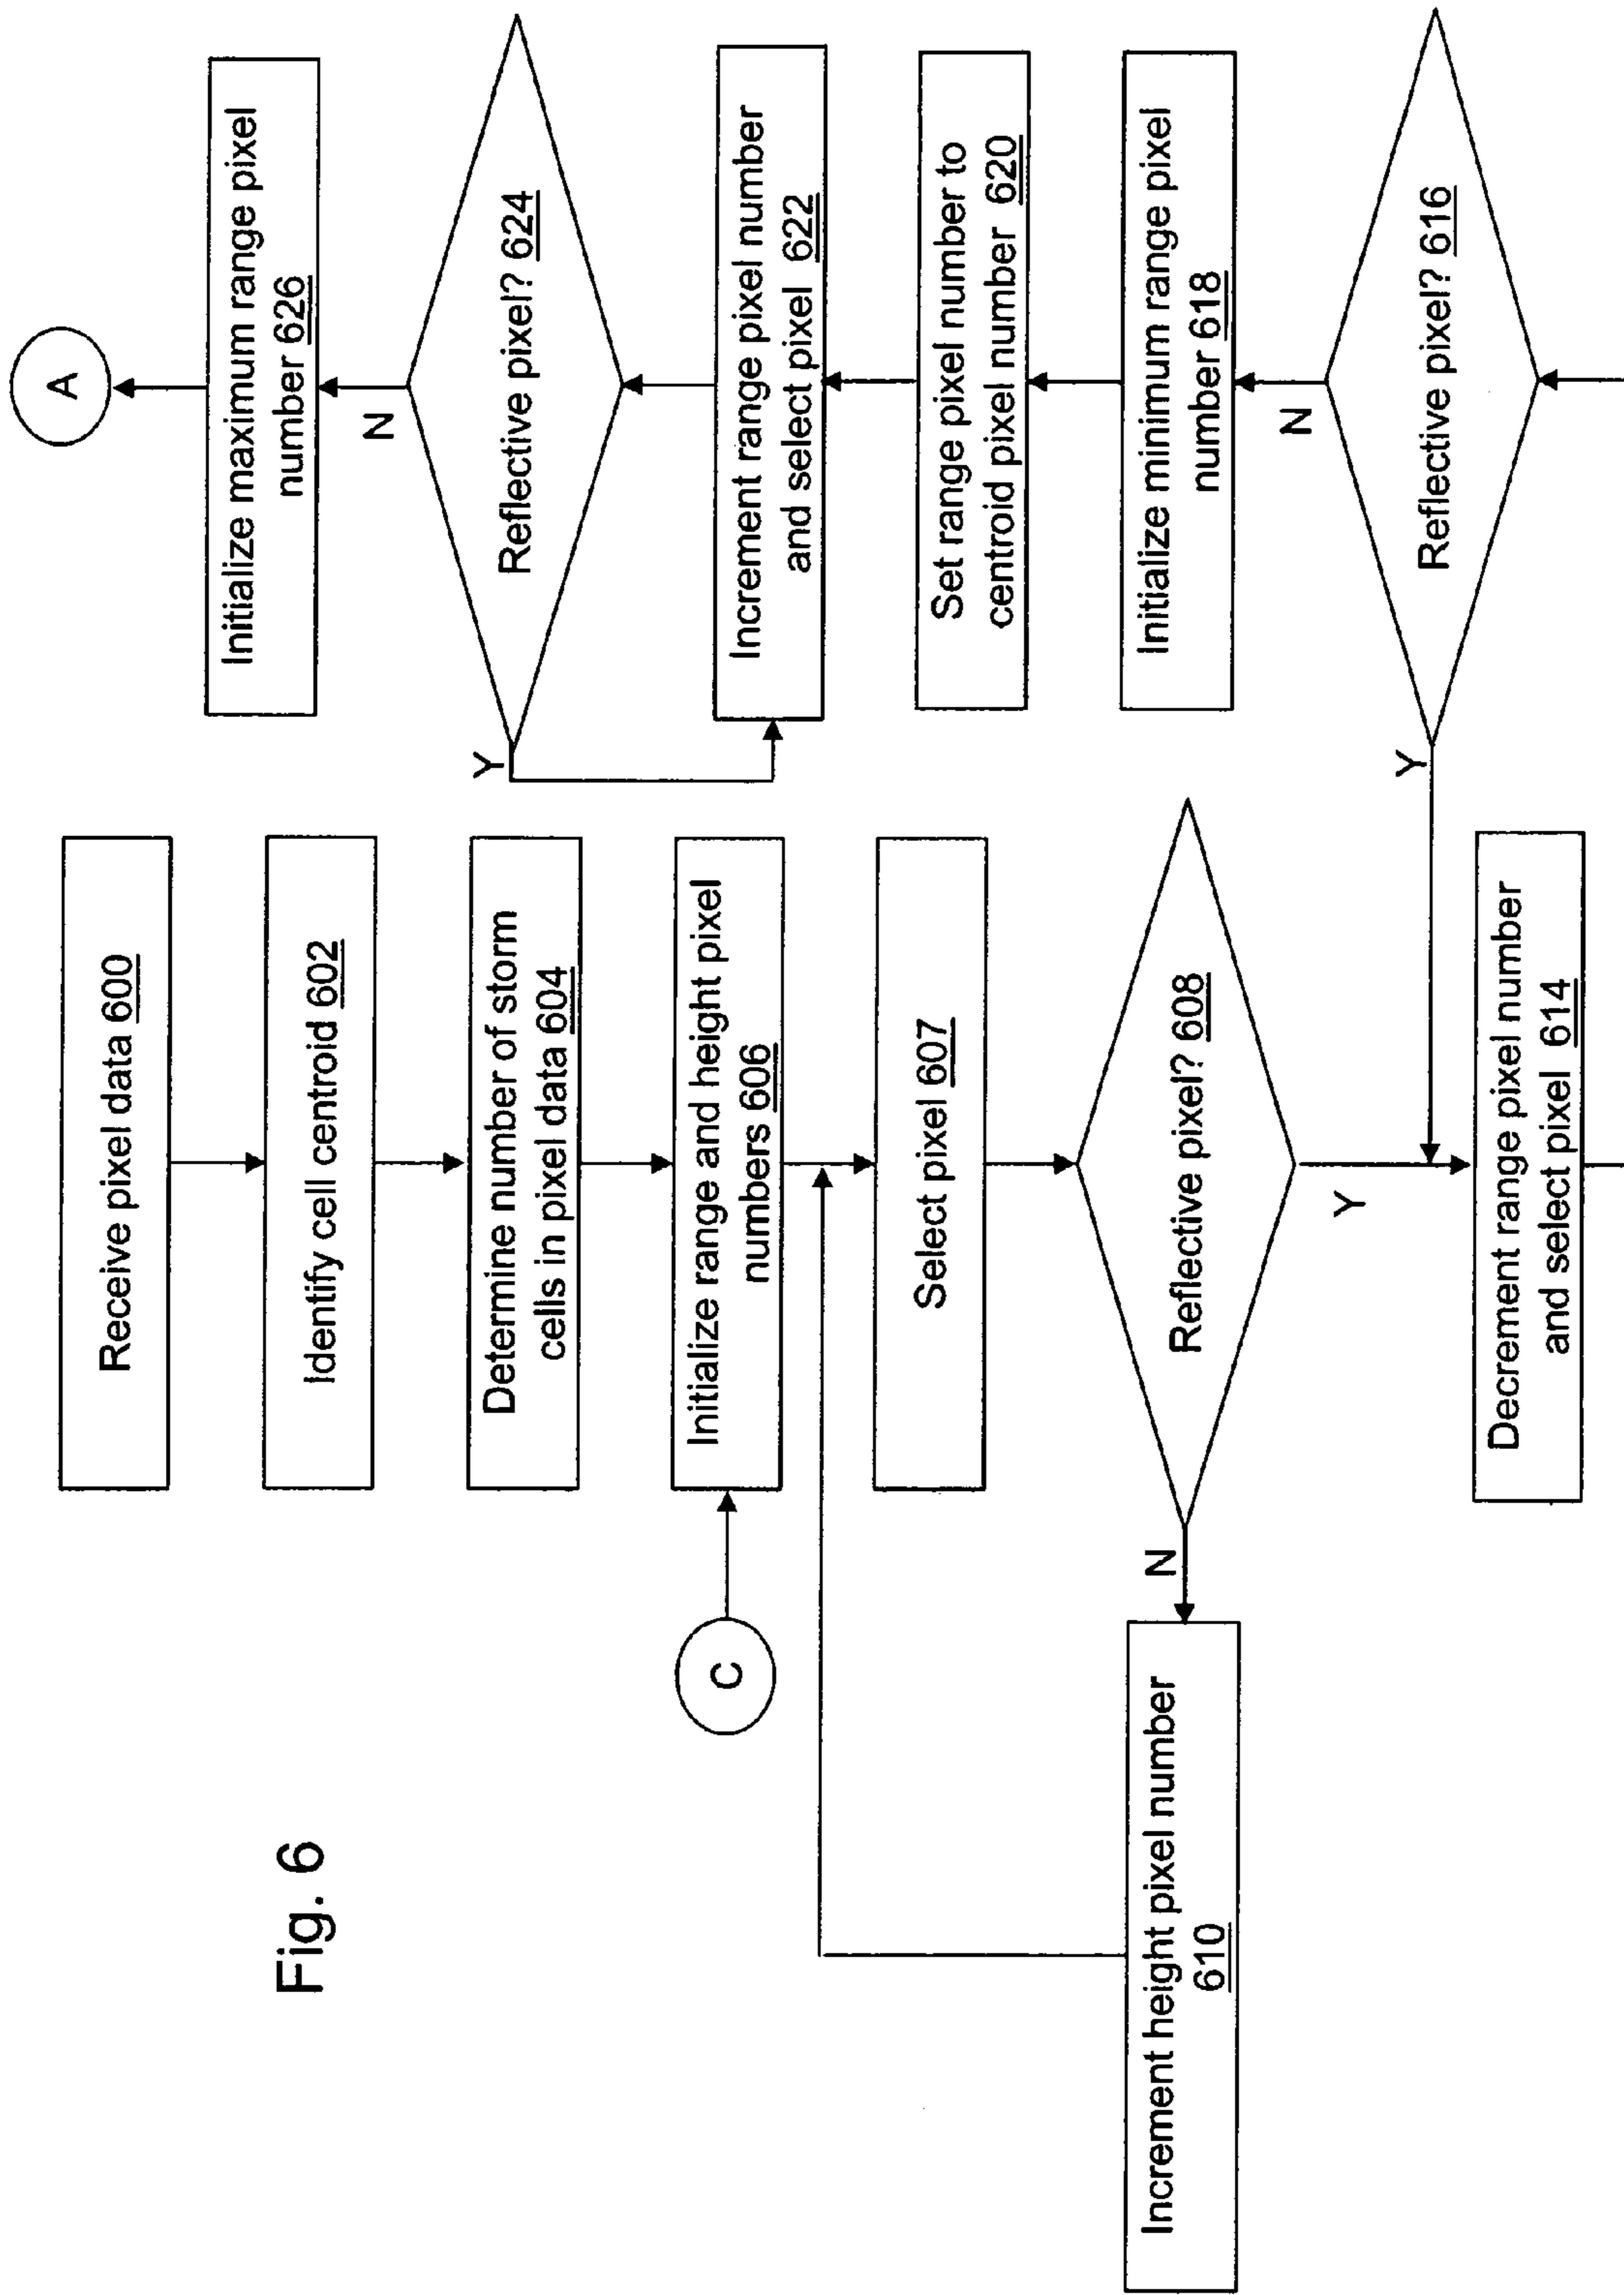 Fig. 6
Receive pixel data 600
Identify cell centroid 602
Determine number of storm
cells in pixel data 604
C
Initialize range and height pixel
numbers 606
Select pixel 607
Reflective pixel? 608
N
Y
Increment height pixel number
610
Decrement range pixel number
and select pixel 614
Reflective pixel? 616
Y
N
Initialize minimum range pixel
number 618
Set range pixel number to
centroid pixel number 620
Increment range pixel number
and select pixel 622
Reflective pixel? 624
Y
N
Initialize maximum range pixel
number 626
A